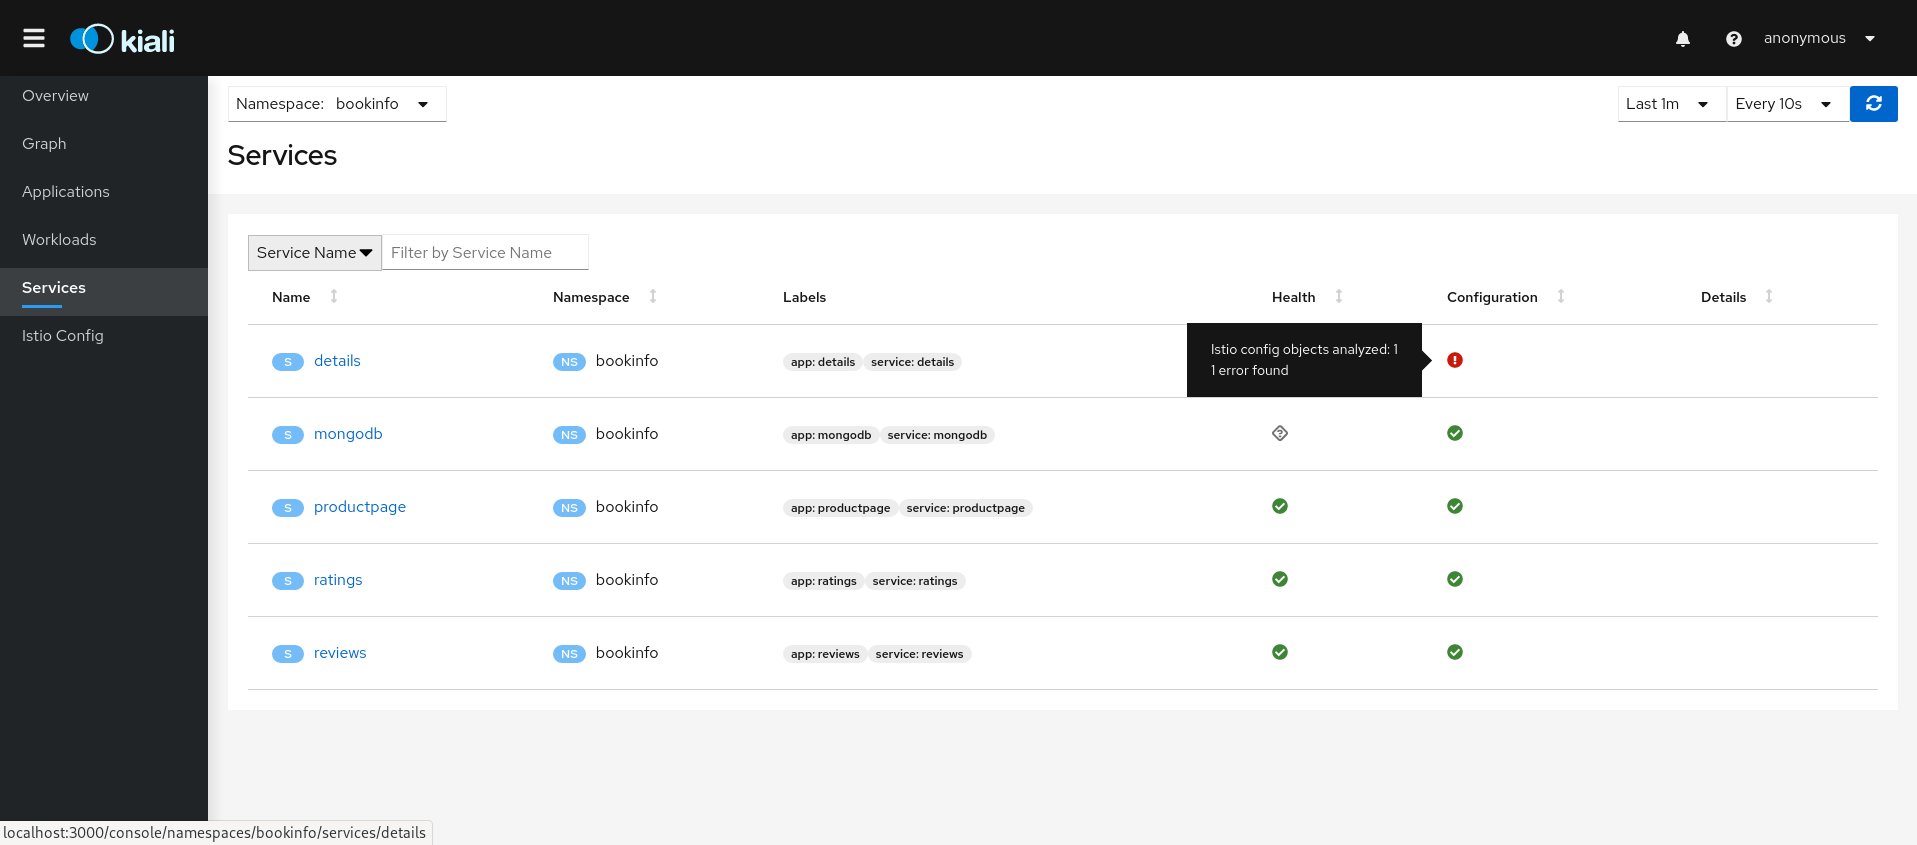 kiali
anonymous
Overview
Graph
Applications
Workloads
Services
Istio Config
Namespace: bookinfo
Last 1m
Every 10s
Services
Service Name
Filter by Service Name
Name Namespace Labels Health Configuration Details
S details NS bookinfo app: details service: details
Istio config objects analyzed: 1
1 error found
S mongodb NS bookinfo app: mongodb service: mongodb
S productpage NS bookinfo app: productpage service: productpage
S ratings NS bookinfo app: ratings service: ratings
S reviews NS bookinfo app: reviews service: reviews
localhost:3000/console/namespaces/bookinfo/services/details